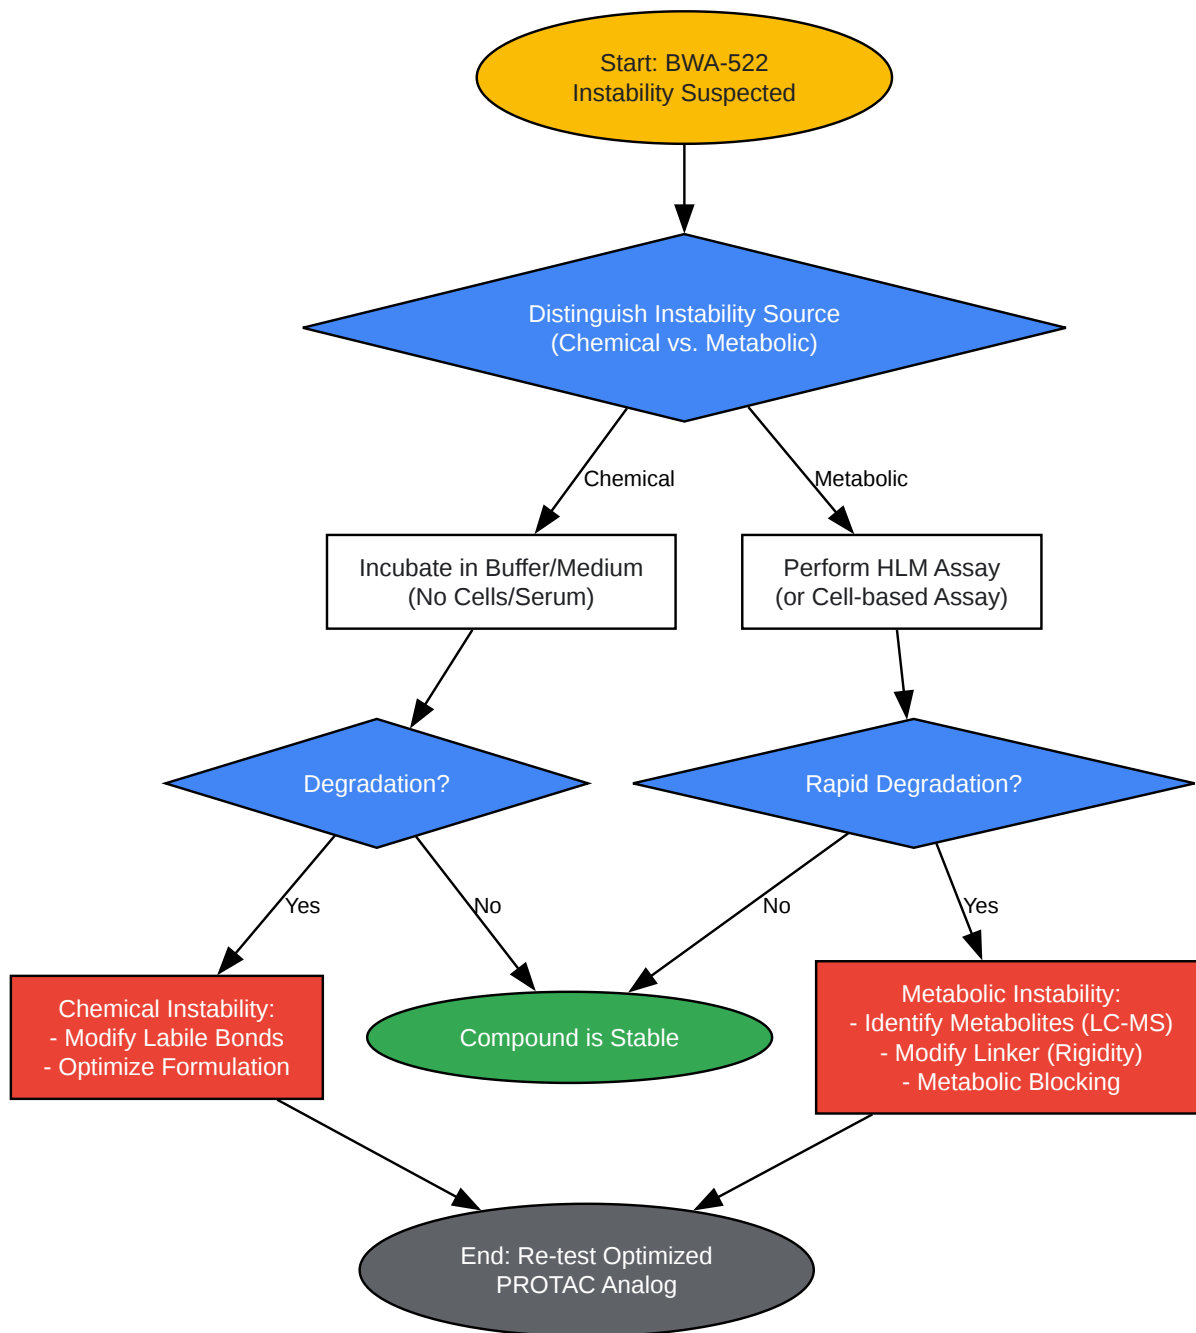 Start: BWA-522
Instability Suspected
Distinguish Instability Source
(Chemical vs. Metabolic)
Chemical
Metabolic
Incubate in Buffer/Medium
(No Cells/Serum)
Perform HLM Assay
(or Cell-based Assay)
Degradation?
Rapid Degradation?
Yes
No
No
Yes
Chemical Instability:
- Modify Labile Bonds
- Optimize Formulation
Compound is Stable
Metabolic Instability:
- Identify Metabolites (LC-MS)
- Modify Linker (Rigidity)
- Metabolic Blocking
End: Re-test Optimized
PROTAC Analog